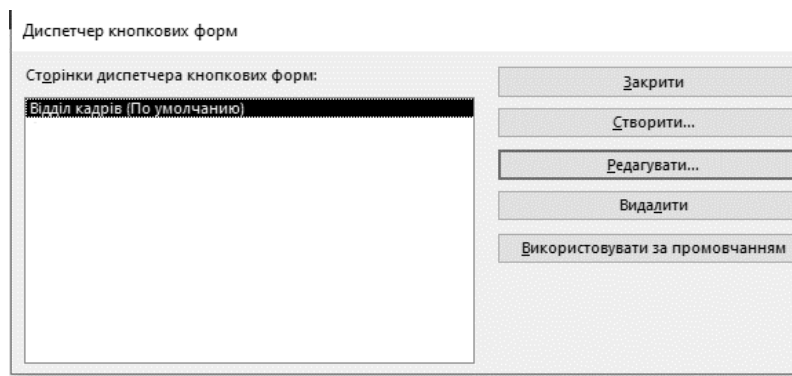 Диспетчер кнопкових форм
Сторінки диспетчера кнопкових форм:
Відділ кадрів (По умолчанию)
Закрити
Створити...
Редагувати...
Видалити
Використовувати за промовчанням